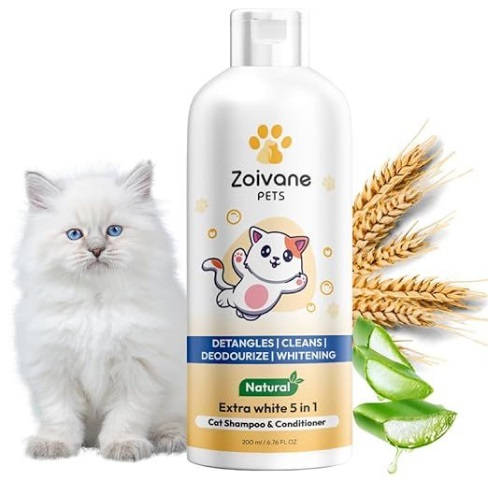 Zoivane
PETS
DETANGLES | CLEANS |
DEODOURIZE | WHITENING
Natural
Extra white 5 in 1
Cat Shampoo & Conditioner
200 ml / 6.76 FL OZ